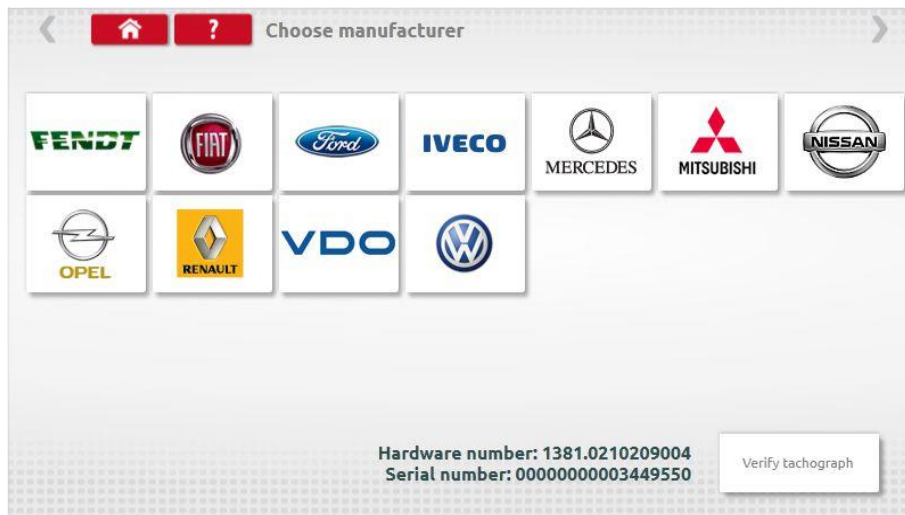 ? Choose manufacturer
FENDT
FIAT
Ford
IVECO
MERCEDES
MITSUBISHI
NISSAN
OPEL
RENAULT
VDO
VW
Hardware number: 1381.0210209004
Serial number: 00000000003449550
Verify tachograph